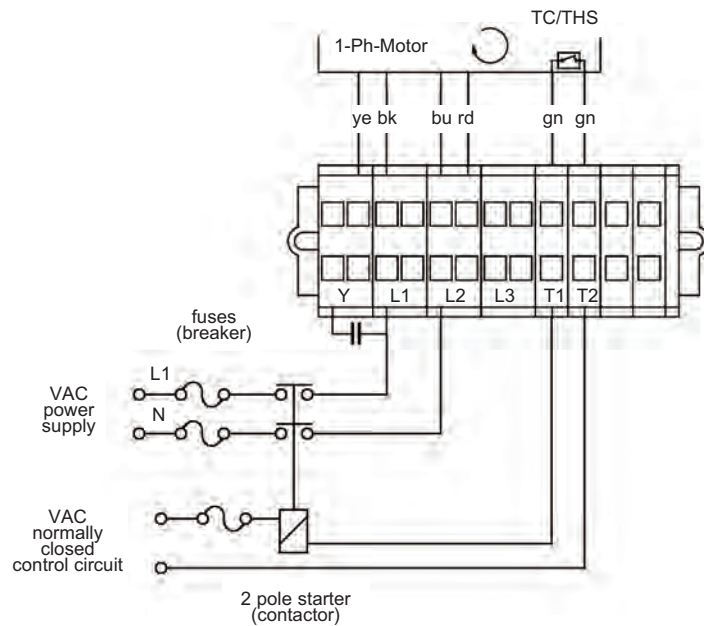 TC/THS
1-Ph-Motor
ye bk bu rd gn gn
Y L1 L2 L3 T1 T2
fuses
(breaker)
L1
VAC
power
supply
N
VAC
normally
closed
control circuit
2 pole starter
(contactor)